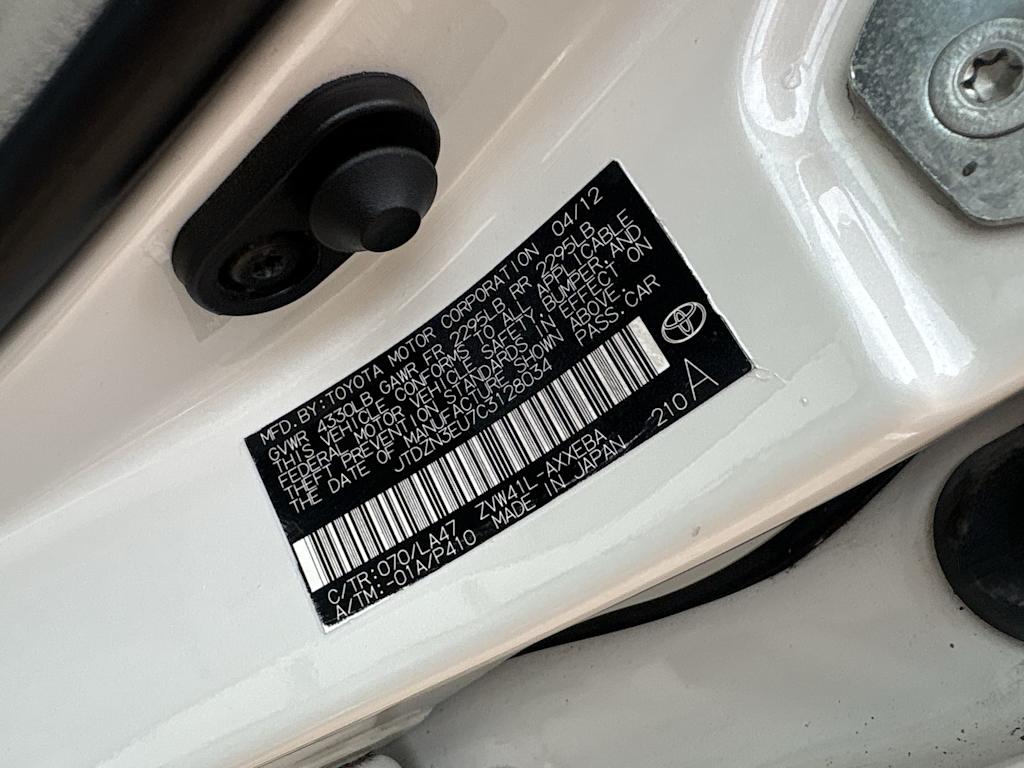 MFD. BY: TOYOTA MOTOR CORPORATION 04/12
GVWR 4330LB GAWR FR 2295LB RR 2295LB
THIS VEHICLE CONFORMS TO ALL APPLICABLE
FEDERAL MOTOR VEHICLE SAFETY, BUMPER, AND
THEFT PREVENTION STANDARDS IN EFFECT ON
THE DATE OF MANUFACTURE SHOWN ABOVE.
JTDZN3EU7C3128034 PASS. CAR
C/TR: 070/LA47 ZVW41L-AXXEBA -210
A/TM: -01A/P410 MADE IN JAPAN A